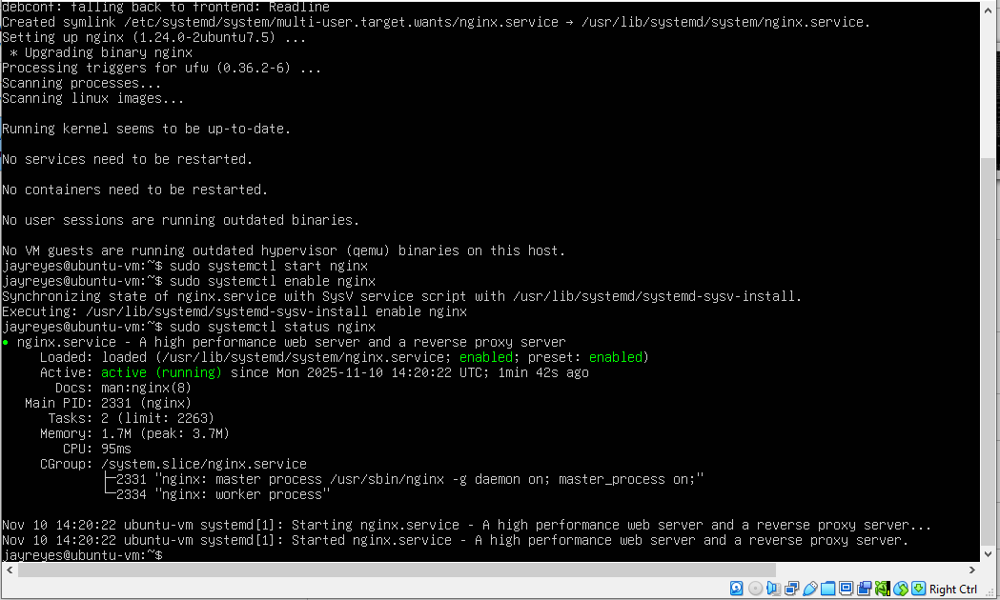 debconf: falling back to frontend: Readline
Created symlink /etc/systemd/system/multi-user.target.wants/nginx.service → /usr/lib/systemd/system/nginx.service.
Setting up nginx (1.24.0-2ubuntu7.5) ...
 * Upgrading binary nginx
Processing triggers for ufw (0.36.2-6) ...
Scanning processes...
Scanning linux images...

Running kernel seems to be up-to-date.

No services need to be restarted.

No containers need to be restarted.

No user sessions are running outdated binaries.

No VM guests are running outdated hypervisor (qemu) binaries on this host.
jayreyes@ubuntu-vm:~$ sudo systemctl start nginx
jayreyes@ubuntu-vm:~$ sudo systemctl enable nginx
Synchronizing state of nginx.service with SysV service script with /usr/lib/systemd/systemd-sysv-install.
Executing: /usr/lib/systemd/systemd-sysv-install enable nginx
jayreyes@ubuntu-vm:~$ sudo systemctl status nginx
● nginx.service - A high performance web server and a reverse proxy server
     Loaded: loaded (/usr/lib/systemd/system/nginx.service; enabled; preset: enabled)
     Active: active (running) since Mon 2025-11-10 14:20:22 UTC; 1min 42s ago
       Docs: man:nginx(8)
   Main PID: 2331 (nginx)
      Tasks: 2 (limit: 2263)
     Memory: 1.7M (peak: 3.7M)
        CPU: 95ms
     CGroup: /system.slice/nginx.service
             ├─2331 "nginx: master process /usr/sbin/nginx -g daemon on; master_process on;"
             └─2334 "nginx: worker process"

Nov 10 14:20:22 ubuntu-vm systemd[1]: Starting nginx.service - A high performance web server and a reverse proxy server...
Nov 10 14:20:22 ubuntu-vm systemd[1]: Started nginx.service - A high performance web server and a reverse proxy server.
jayreyes@ubuntu-vm:~$
Right Ctrl